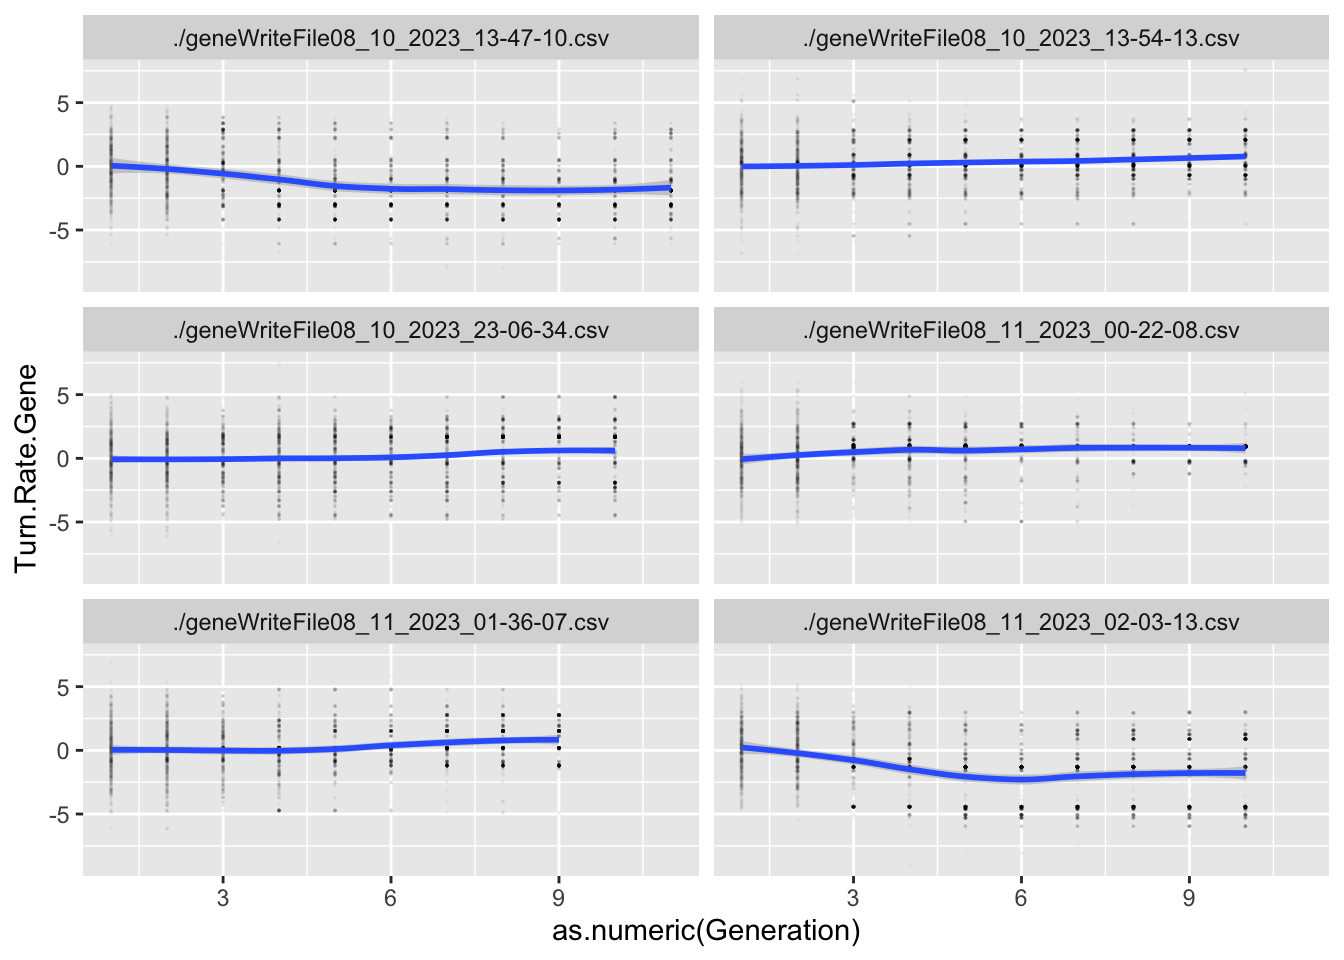 ./geneWriteFile08_10_2023_13-47-10.csv
./geneWriteFile08_10_2023_13-54-13.csv
5
0
-5
./geneWriteFile08_10_2023_23-06-34.csv
./geneWriteFile08_11_2023_00-22-08.csv
5
0
-5
./geneWriteFile08_11_2023_01-36-07.csv
./geneWriteFile08_11_2023_02-03-13.csv
5
0
-5
Turn.Rate.Gene
3 6 9 3 6 9
as.numeric(Generation)